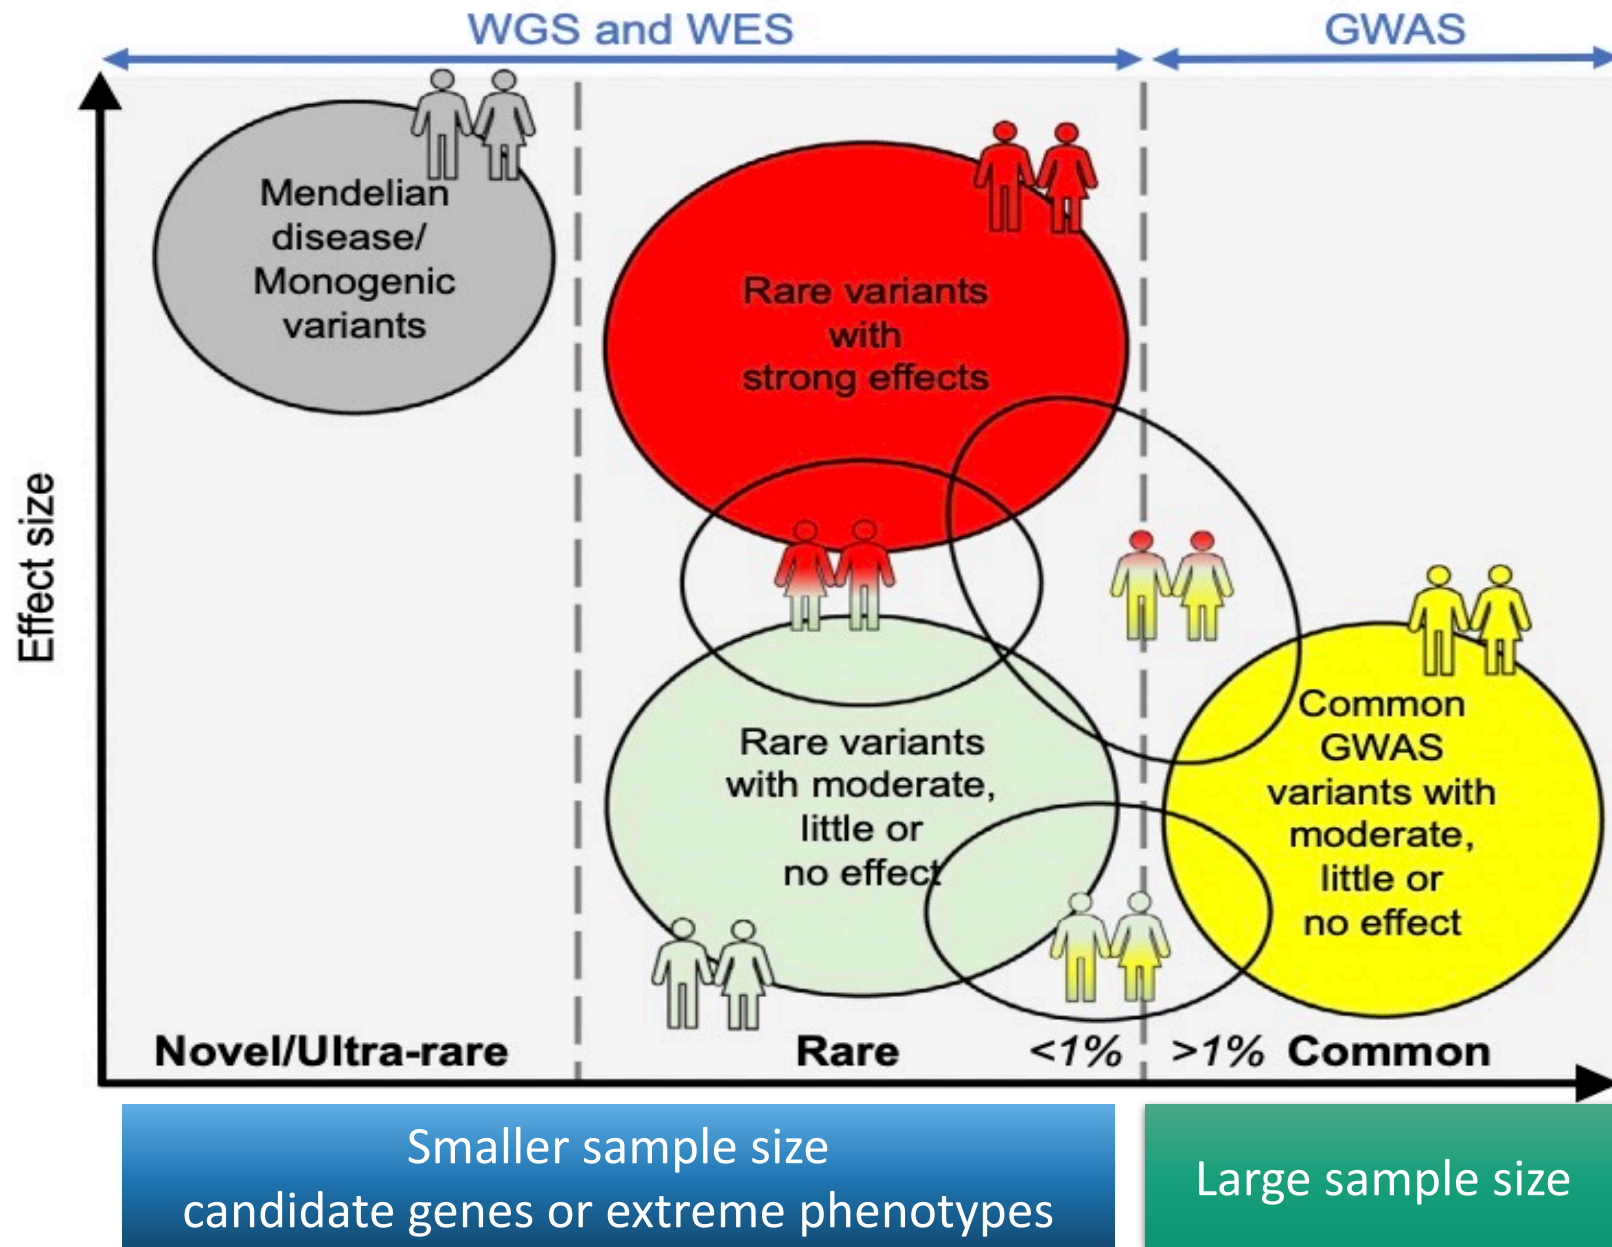 WGS and WES
GWAS
Mendelian
disease/
Monogenic
variants
Rare variants
with
strong effects
Effect size
Rare variants
with moderate,
little or
no effect
Common
GWAS
variants with
moderate,
little or
no effect
Novel/Ultra-rare
Rare
<1%
>1%
Common
Smaller sample size
candidate genes or extreme phenotypes
Large sample size